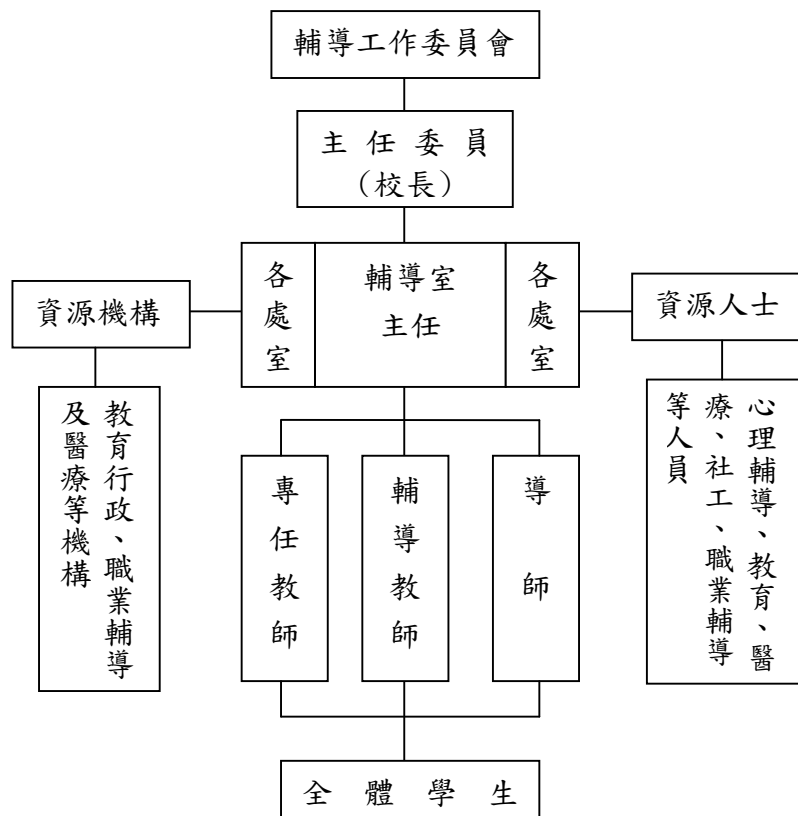 輔導工作委員會
主任委員
（校長）
各處室
輔導室
主任
各處室
資源機構
資源人士
教育行政、職業輔導
及醫療等機構
專任教師
輔導教師
導師
心理輔導、教育、醫
療、社工、職業輔導
等人員
全體學生